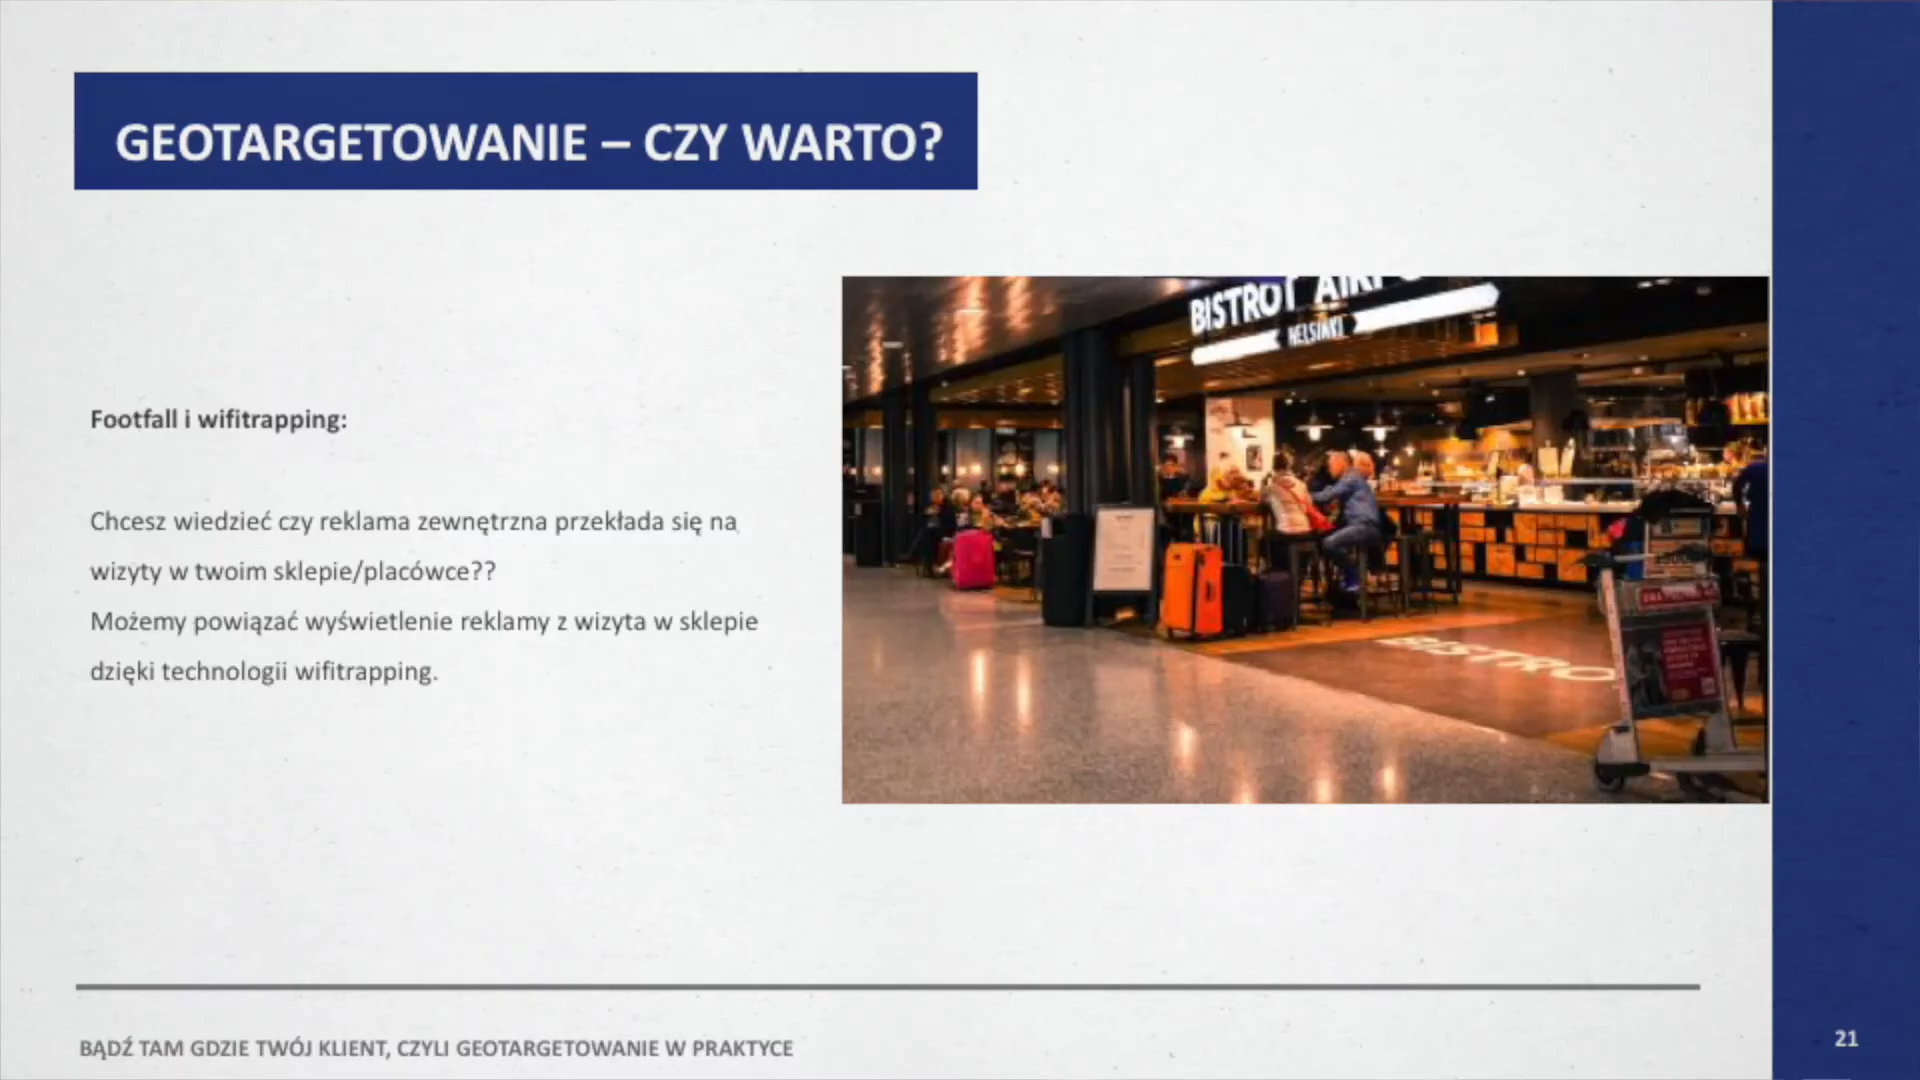 GEOTARGETOWANIE – CZY WARTO?
Footfall i wifitrapping:
Chcesz wiedzieć czy reklama zewnętrzna przekłada się na
wizyty w twoim sklepie/placówce??
Możemy powiązać wyświetlenie reklamy z wizyta w sklepie
dzięki technologii wifitrapping.
BISTROT
HELSINKI
BISTRO
BĄDŹ TAM GDZIE TWÓJ KLIENT, CZYLI GEOTARGETOWANIE W PRAKTYCE
21